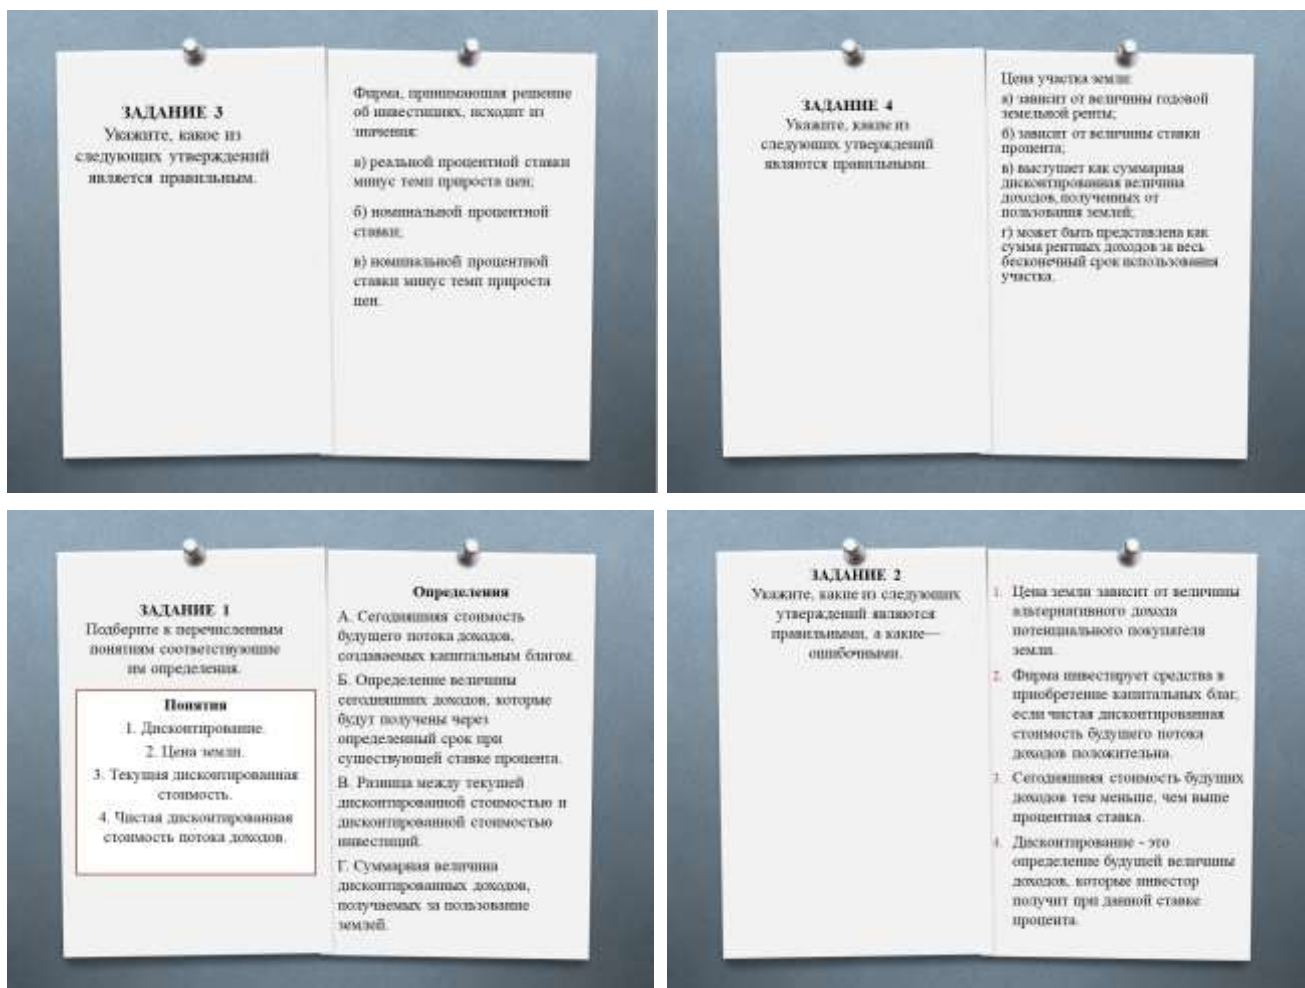 ЗАДАНИЕ 3
Укажите, какое из
следующих утверждений
является правильным.
Фирма, принимающая решение
об инвестициях, исходит из
значения:
а) реальной процентной ставки
минус темп прироста цен;
б) номинальной процентной
ставки;
в) номинальной процентной
ставки минус темп прироста
цен.
ЗАДАНИЕ 4
Укажите, какие из
следующих утверждений
являются правильными.
Цена участка земли:
а) зависит от величины годовой
земельной ренты;
б) зависит от величины ставки
процента;
в) выступает как суммарная
дисконтированная величина
доходов, полученных от
пользования землей;
г) может быть представлена как
сумма рентных доходов за весь
бесконечный срок использования
участка.
ЗАДАНИЕ 1
Подберите к перечисленным
понятиям соответствующие
им определения.
Понятия
1. Дисконтирование.
2. Цена земли.
3. Текущая дисконтированная
стоимость.
4. Чистая дисконтированная
стоимость потока доходов.
Определения
А. Сегодняшняя стоимость
будущего потока доходов,
создаваемых капитальным благом.
Б. Определение величины
сегодняшних доходов, которые
будут получены через
определенный срок при
существующей ставке процента.
В. Разница между текущей
дисконтированной стоимостью и
дисконтированной стоимостью
инвестиций.
Г. Суммарная величина
дисконтированных доходов,
получаемых за пользование
землей.
ЗАДАНИЕ 2
Укажите, какие из следующих
утверждений являются
правильными, а какие—
ошибочными.
1. Цена земли зависит от величины
альтернативного дохода
потенциального покупателя
земли.
2. Фирма инвестирует средства в
приобретение капитальных благ,
если чистая дисконтированная
стоимость будущего потока
доходов положительна.
3. Сегодняшняя стоимость будущих
доходов тем меньше, чем выше
процентная ставка.
4. Дисконтирование - это
определение будущей величины
доходов, которые инвестор
получит при данной ставке
процента.